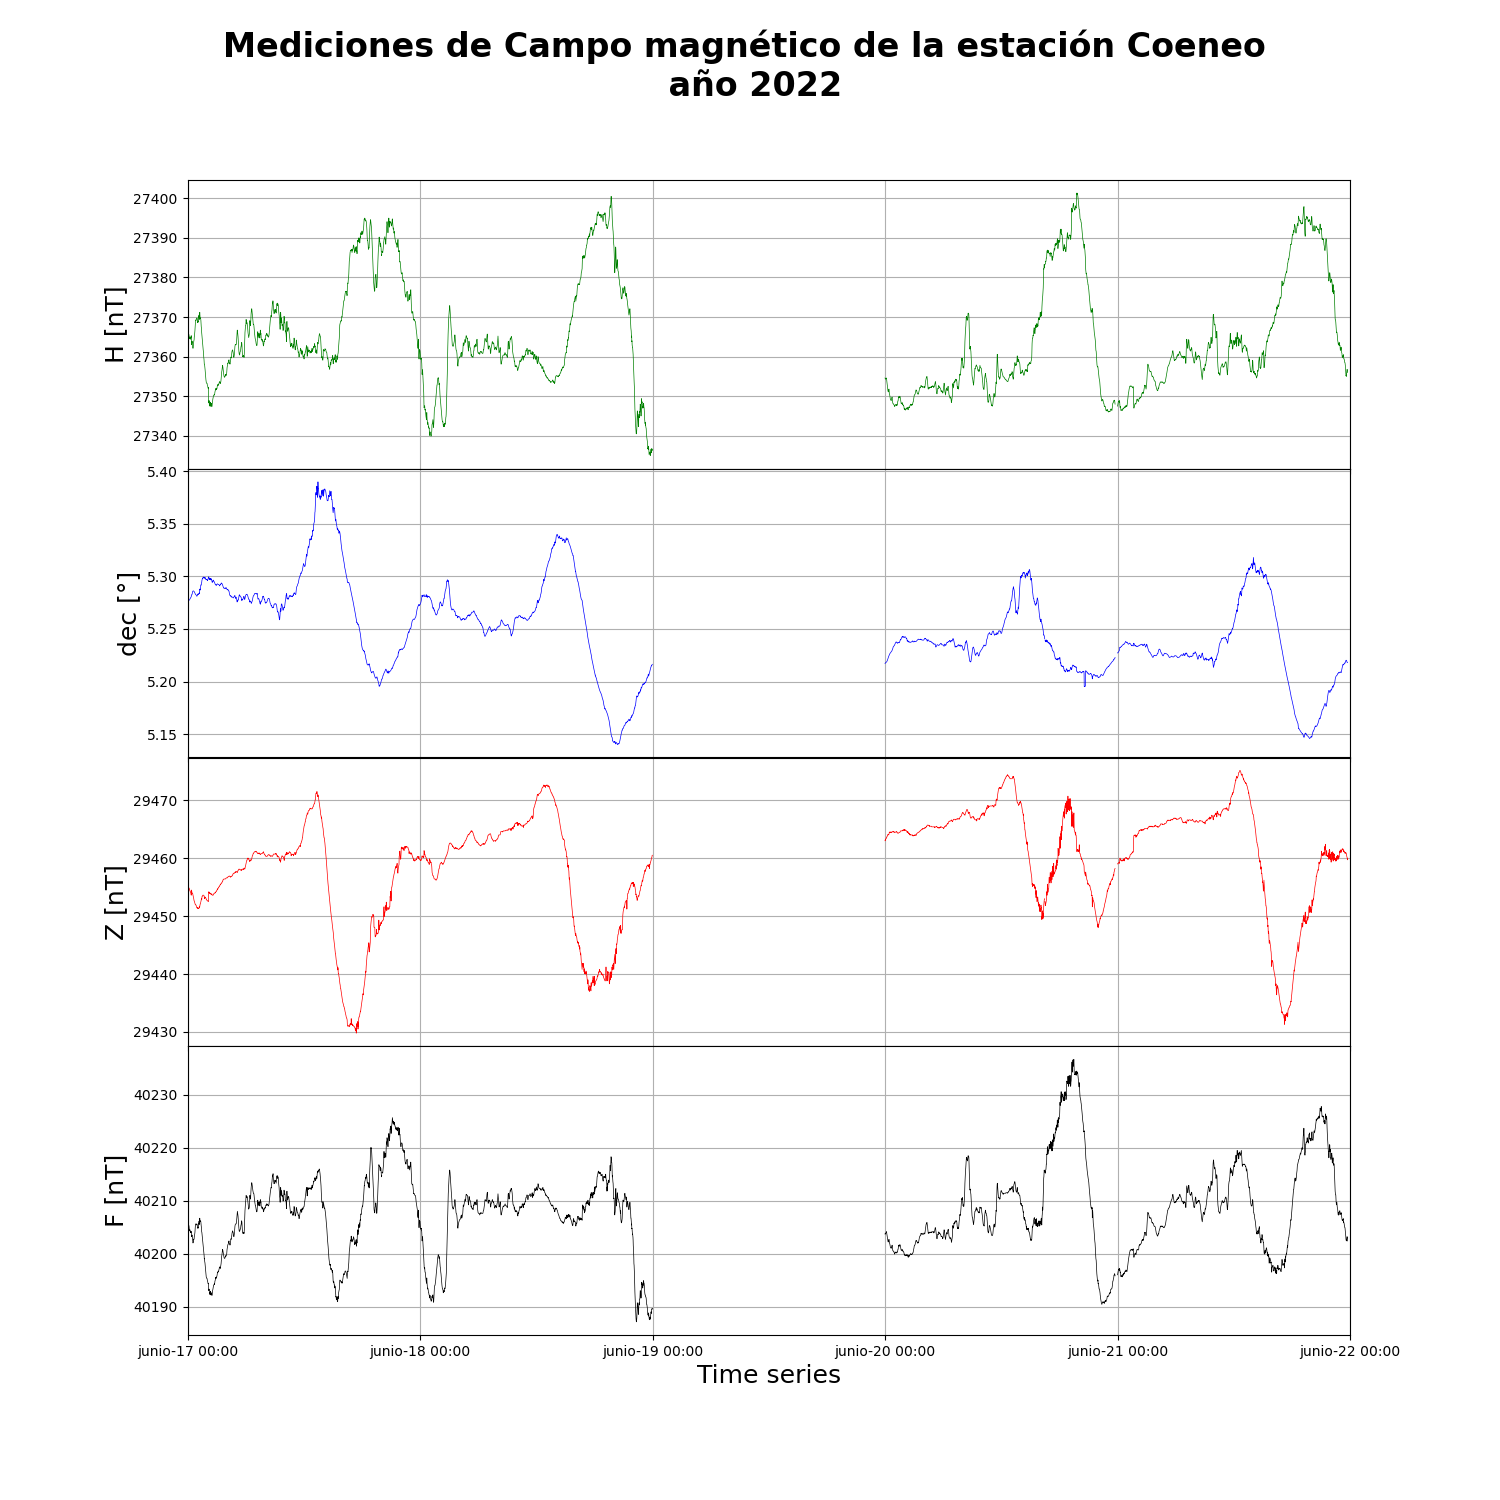 Mediciones de Campo magnético de la estación Coeneo
año 2022
H [nT]
27400
27390
27380
27370
27360
27350
27340
dec [°]
5.40
5.35
5.30
5.25
5.20
5.15
Z [nT]
29470
29460
29450
29440
29430
F [nT]
40230
40220
40210
40200
40190
junio-17 00:00 junio-18 00:00 junio-19 00:00 junio-20 00:00 junio-21 00:00 junio-22 00:00
Time series